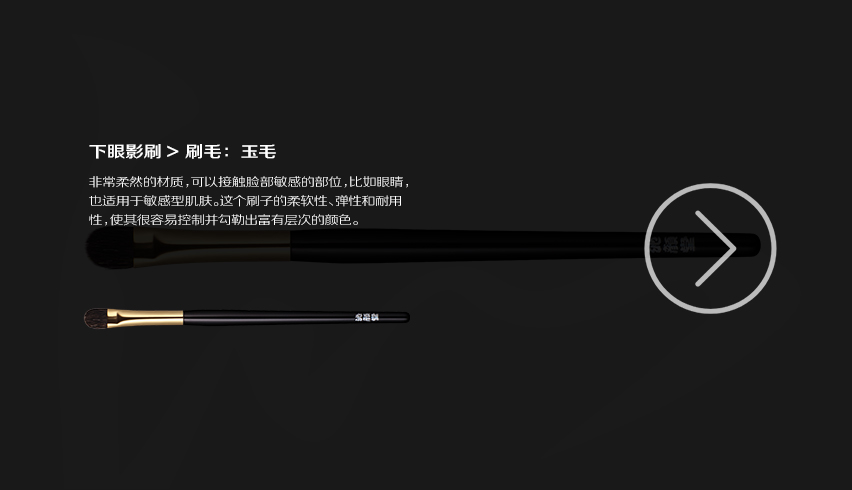 下眼影刷 > 刷毛：玉毛
非常柔然的材质,可以接触脸部敏感的部位,比如眼睛,
也适用于敏感型肌肤。这个刷子的柔软性、弹性和耐用
性,使其很容易控制并勾勒出富有层次的颜色。